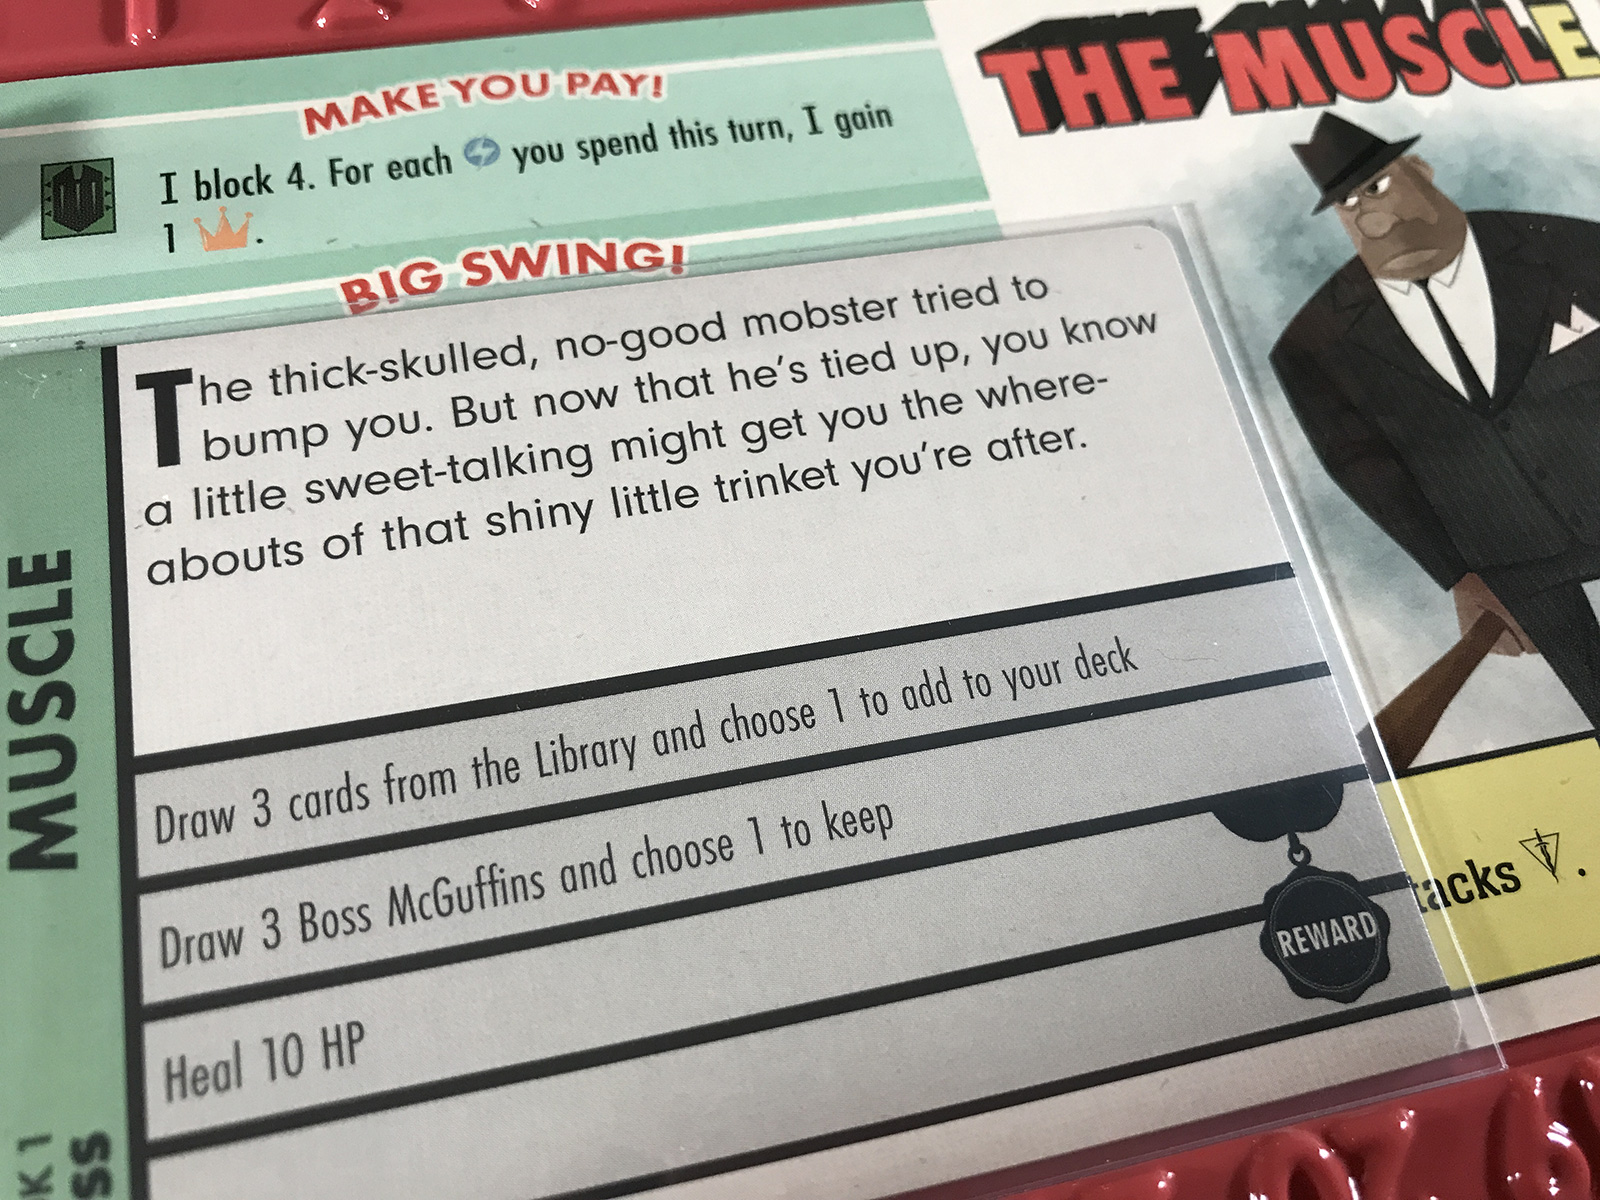 THE MUSCLE
MAKE YOU PAY!
I block 4. For each you spend this turn, I gain
1 .
BIG SWING!
The thick-skulled, no-good mobster tried to
bump you. But now that he's tied up, you know
a little sweet-talking might get you the where-
abouts of that shiny little trinket you're after.
Draw 3 cards from the Library and choose 1 to add to your deck
Draw 3 Boss McGuffins and choose 1 to keep
Heal 10 HP
REWARD
tacks .
MUSCLE
K 1
SS